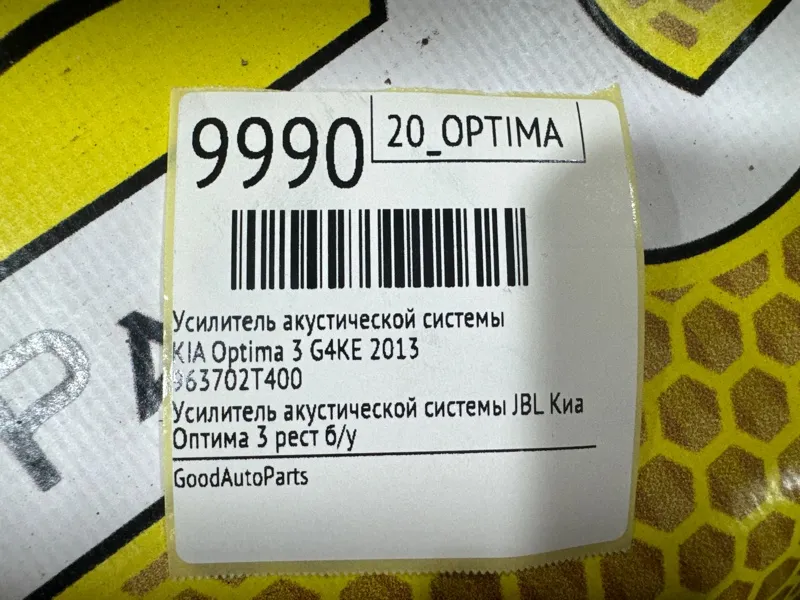 9990
20_OPTIMA
Усилитель акустической системы
KIA Optima 3 G4KE 2013
963702T400
Усилитель акустической системы JBL Киа
Оптима 3 рест б/у
GoodAutoParts